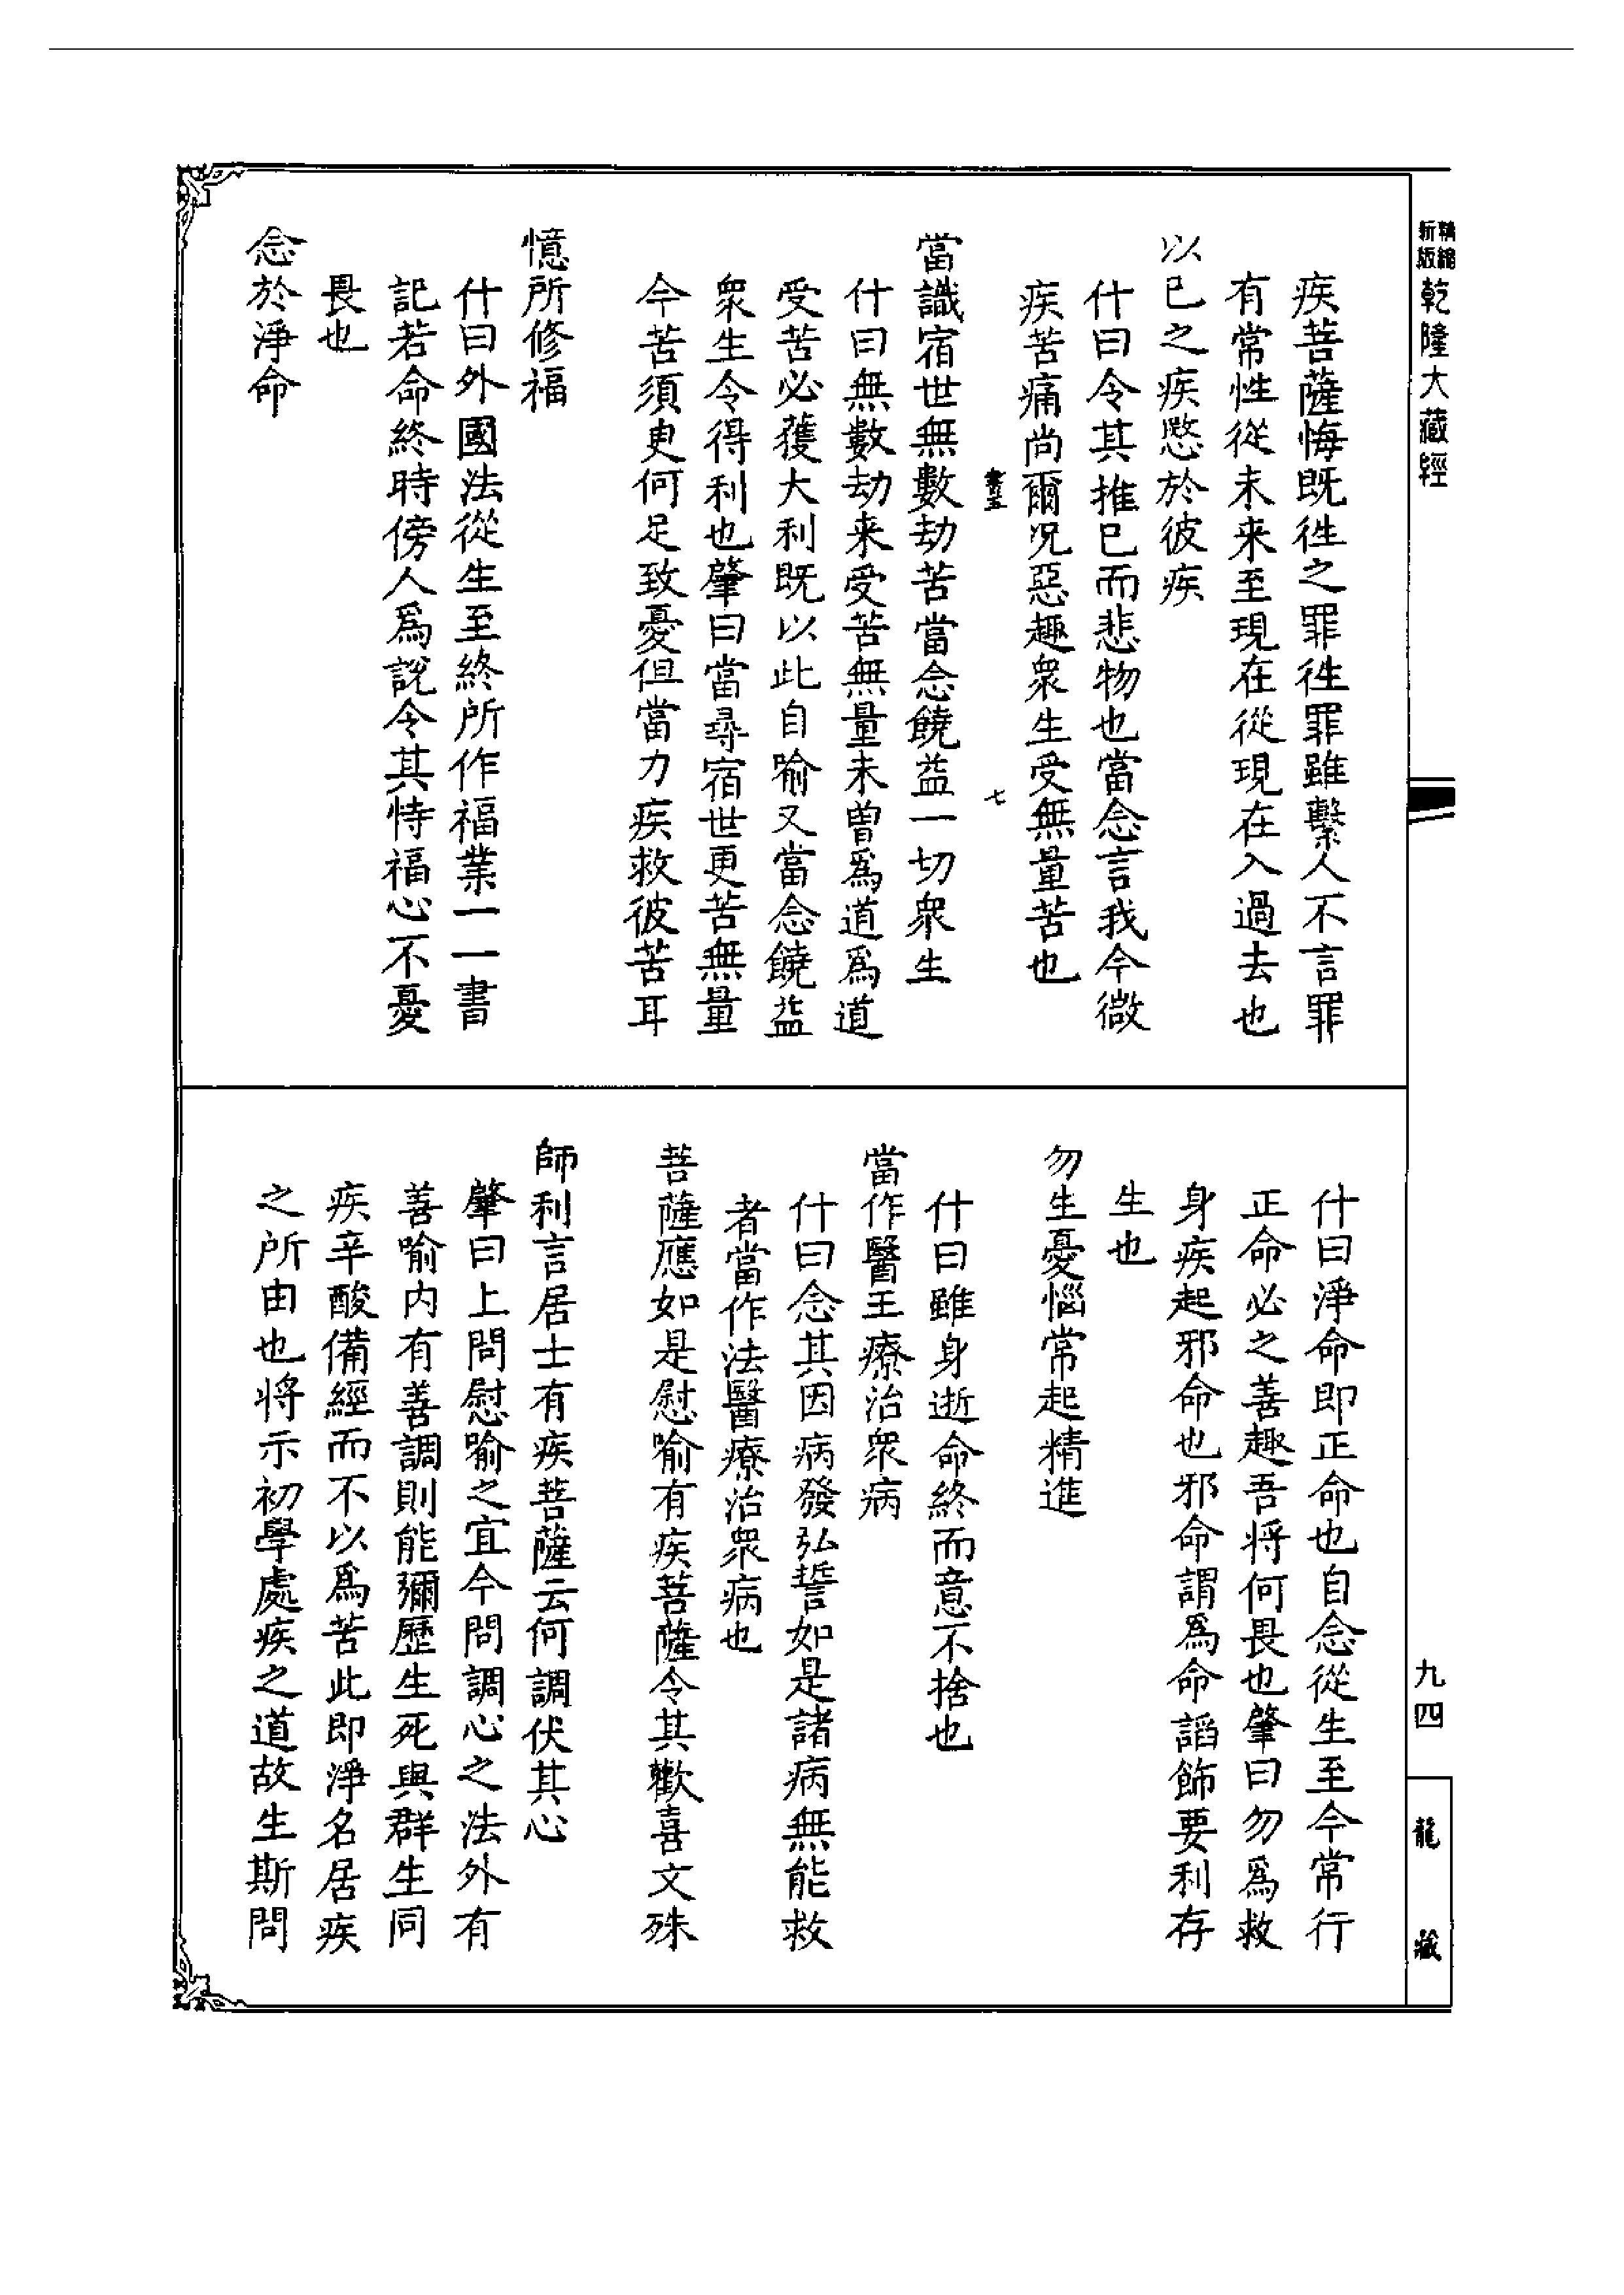 新版精縮乾隆大藏經
疾菩薩悔既徃之罪徃罪雖繫人不言罪
有常性從未来至現在從現在入過去也
以已之疾愍於彼疾
什曰令其推已而悲物也當念言我今微
疾苦痛尚爾况惡趣衆生受無量苦也
七
當識宿世無數劫苦當念饒益一切衆生
什曰無數劫来受苦無量未曾爲道爲道
受苦必獲大利既以此自喻又當念饒益
衆生令得利也肇曰當尋宿世更苦無量
今苦須臾何足致憂但當力疾救彼苦耳
憶所修福
什曰外國法從生至終所作福業一一書
記若命終時傍人爲說令其恃福心不憂
畏也
念於淨命
什曰淨命即正命也自念從生至今常行
正命必之善趣吾将何畏也肇曰勿爲救
身疾起邪命也邪命謂爲命諂飾要利存
生也
勿生憂惱常起精進
什曰雖身逝命終而意不捨也
當作醫王療治衆病
什曰念其因病發弘誓如是諸病無能救
者當作法醫療治衆病也
菩薩應如是慰喻有疾菩薩令其歡喜文殊
師利言居士有疾菩薩云何調伏其心
肇曰上問慰喻之宜今問調心之法外有
善喻内有善調則能彌歷生死與群生同
疾辛酸備經而不以爲苦此即淨名居疾
之所由也将示初學處疾之道故生斯問
九四
龍藏